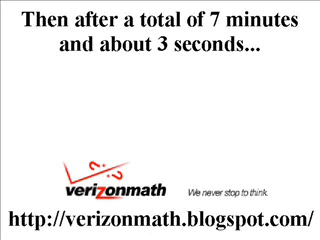 Then after a total of 7 minutes
and about 3 seconds...
verizonmath
We never stop to think.
http://verizonmath.blogspot.com/